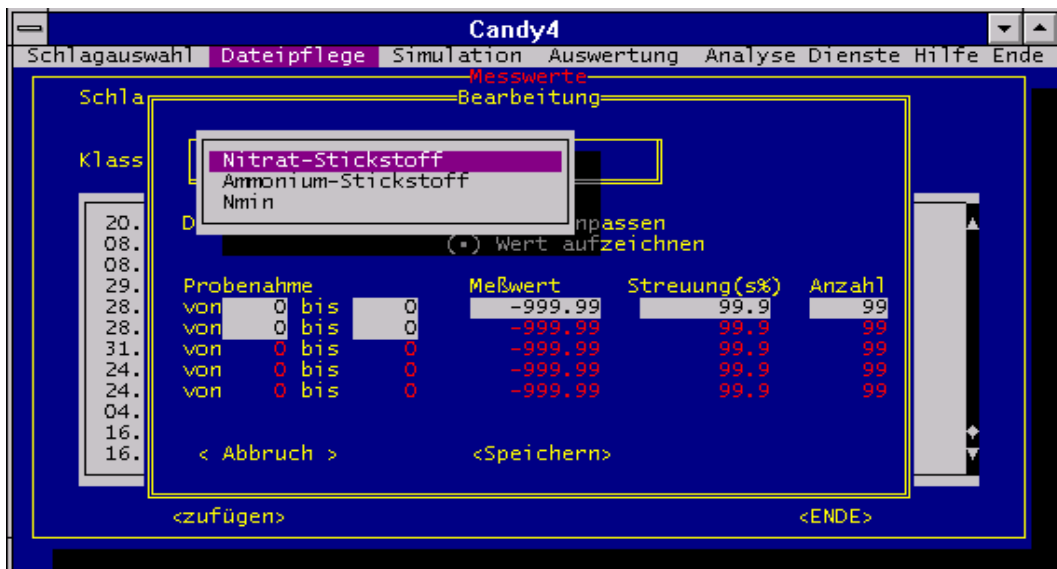 Candy4
Schlagauswahl Dateipflege Simulation Auswertung Analyse Dienste Hilfe Ende
Messwerte
Schla
Bearbeitung
Klass
Nitrat-Stickstoff
Ammonium-Stickstoff
Nmin
20. D npassen
08. (•) Wert aufzeichnen
08.
29. Probenahme Meßwert Streuung(s%) Anzahl
28. von 0 bis 0 -999.99 99.9 99
28. von 0 bis 0 -999.99 99.9 99
31. von 0 bis 0 -999.99 99.9 99
24. von 0 bis 0 -999.99 99.9 99
24. von 0 bis 0 -999.99 99.9 99
04.
16.
16. < Abbruch > <Speichern>
<zufügen> <ENDE>